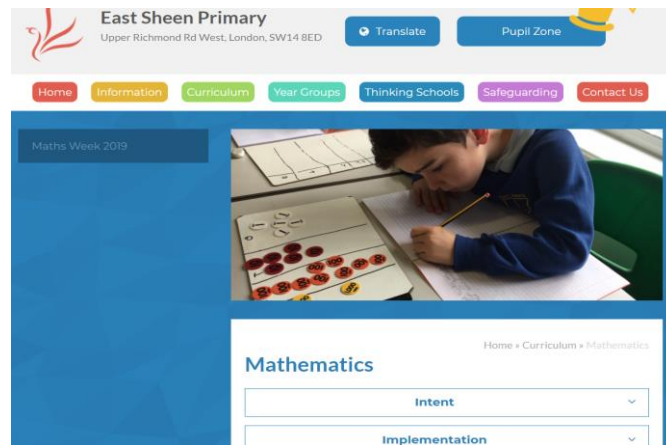 East Sheen Primary
Upper Richmond Rd West, London, SW14 8ED
Translate
Pupil Zone
Home
Information
Curriculum
Year Groups
Thinking Schools
Safeguarding
Contact Us
Maths Week 2019
Home » Curriculum » Mathematics
Mathematics
Intent
Implementation